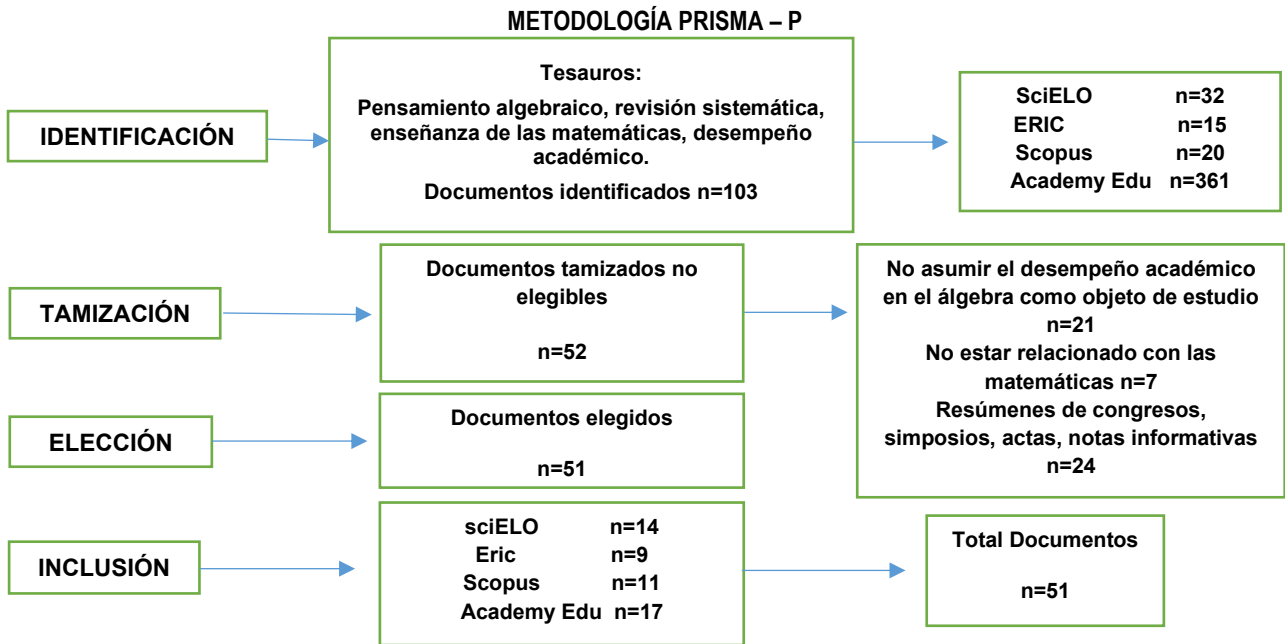 METODOLOGÍA PRISMA – P
IDENTIFICACIÓN
Tesauros:
Pensamiento algebraico, revisión sistemática,
enseñanza de las matemáticas, desempeño
académico.
Documentos identificados n=103
SciELO n=32
ERIC n=15
Scopus n=20
Academy Edu n=361
TAMIZACIÓN
Documentos tamizados no
elegibles
n=52
No asumir el desempeño académico
en el álgebra como objeto de estudio
n=21
No estar relacionado con las
matemáticas n=7
Resúmenes de congresos,
simposios, actas, notas informativas
n=24
ELECCIÓN
Documentos elegidos
n=51
INCLUSIÓN
sciELO n=14
Eric n=9
Scopus n=11
Academy Edu n=17
Total Documentos
n=51